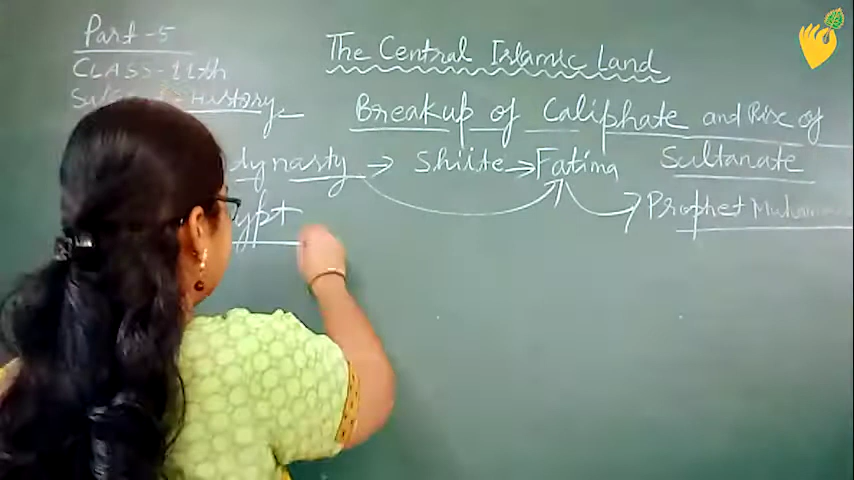 Part-5
The Central Islamic Land
CLASS-11th
History
Breakup of Caliphate and Rise of
Sultanate
dynasty → Shiite → Fatima
ypt
Prophet